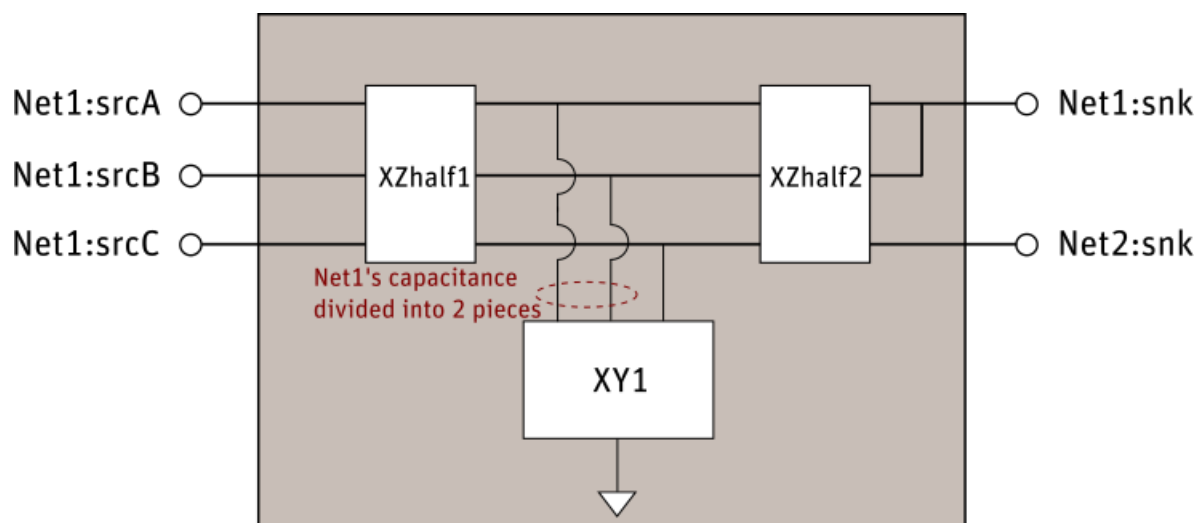 Net1:srcA
Net1:snk
Net1:srcB
XZhalf1
XZhalf2
Net1:srcC
Net2:snk
Net1's capacitance
divided into 2 pieces
XY1